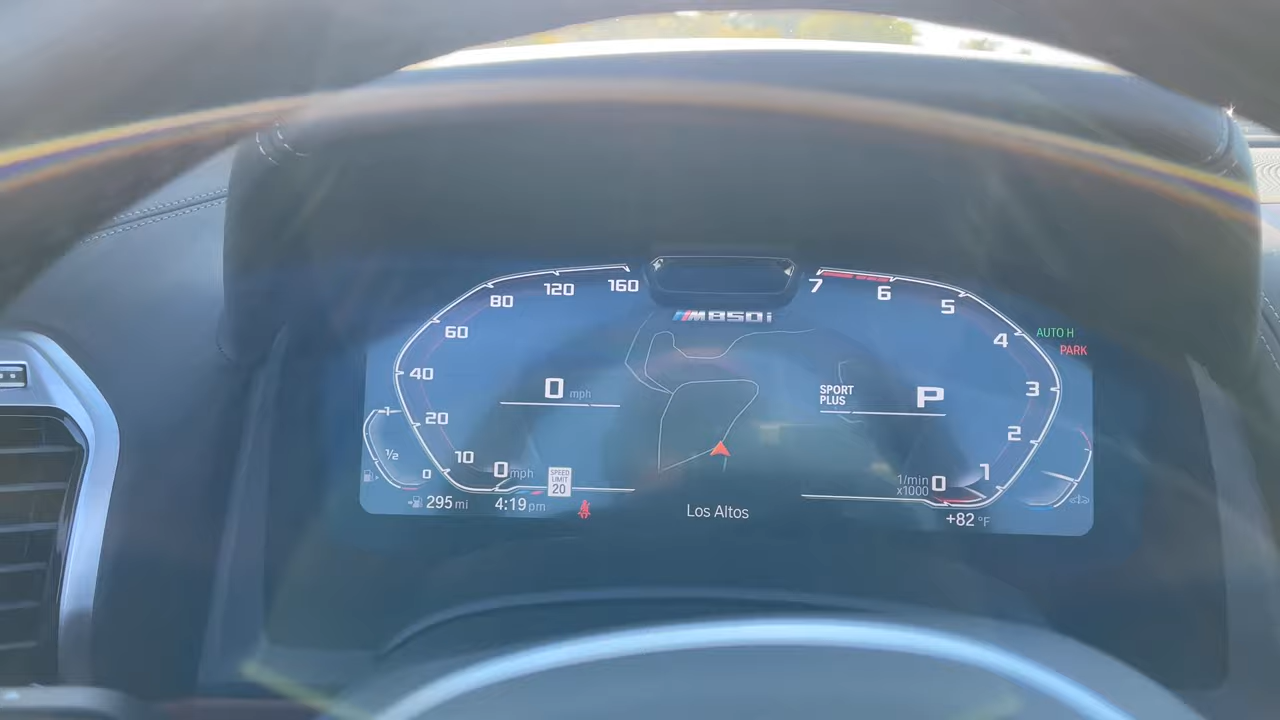 160
120
80
60
40
20
10
0 mph
0 mph
SPEED
LIMIT
20
1
½
0
295 mi
4:19 pm
M850i
Los Altos
7
6
5
4
3
2
1
0
1/min
x1000
SPORT
PLUS
P
AUTO H
PARK
+82 °F